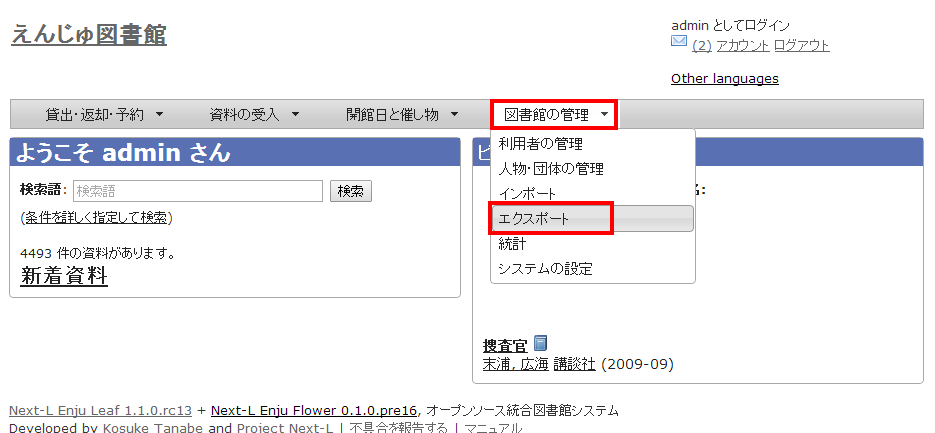 えんじゅ図書館
admin としてログイン
(2) アカウント ログアウト
Other languages
貸出・返却・予約 資料の受入 開館日と催し物 図書館の管理
ようこそ admin さん
検索語: 検索語 検索
(条件を詳しく指定して検索)
4493 件の資料があります。
新着資料
利用者の管理
人物・団体の管理
インポート
エクスポート
統計
システムの設定
名:
捜査官
末浦, 広海 講談社 (2009-09)
Next-L Enju Leaf 1.1.0.rc13 + Next-L Enju Flower 0.1.0.pre16, オープンソース統合図書館システム
Developed by Kosuke Tanabe and Project Next-L | 不具合を報告する | マニュアル